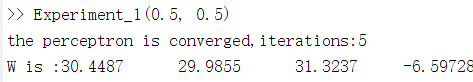 >> Experiment_1(0.5, 0.5)
the perceptron is converged,iterations:5
W is :30.4487 29.9855 31.3237 -6.59728